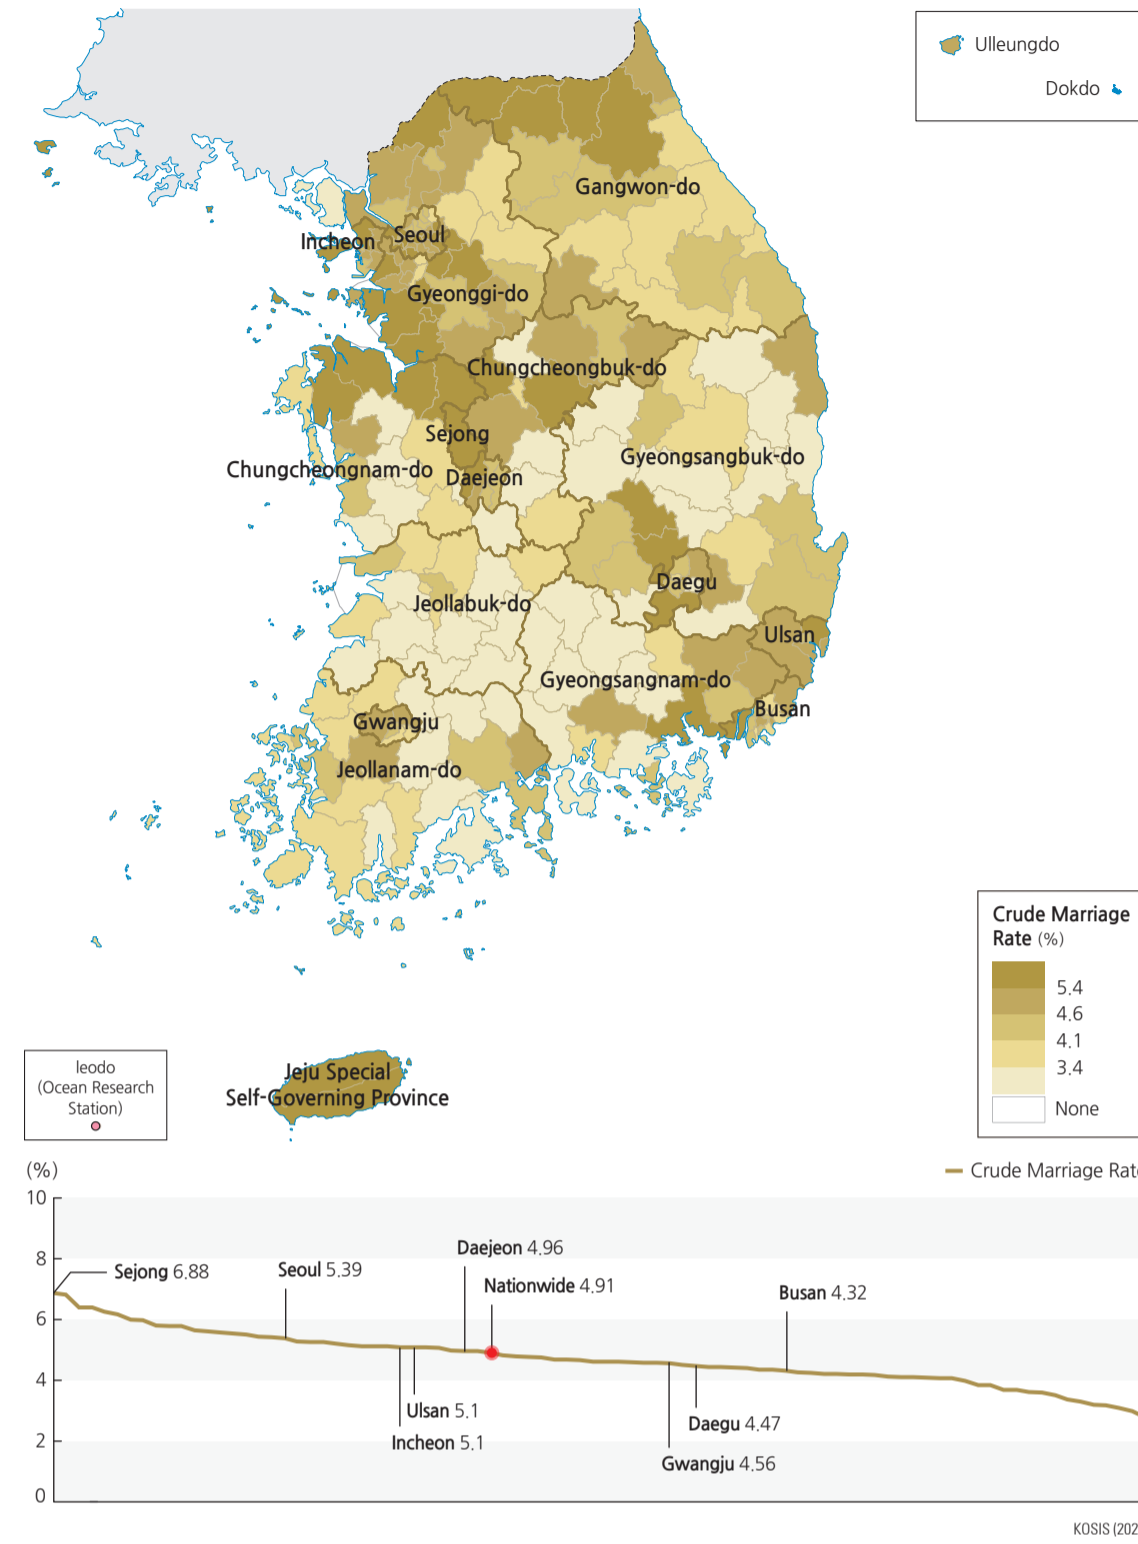 Ulleungdo
Dokdo
Gangwon-do
Incheon
Seoul
Gyeonggi-do
Chungcheongbuk-do
Sejong
Gyeongsangbuk-do
Chungcheongnam-do
Daejeon
Daegu
Jeollabuk-do
Ulsan
Gyeongsangnam-do
Busan
Gwangju
Jeollanam-do
Crude Marriage
Rate (%)
5.4
4.6
4.1
3.4
None
Ieodo
(Ocean Research
Station)
Jeju Special
Self-Governing Province
(%)
Crude Marriage Rate
10
8
6
4
2
0
Sejong 6.88
Seoul 5.39
Daejeon 4.96
Nationwide 4.91
Busan 4.32
Ulsan 5.1
Incheon 5.1
Daegu 4.47
Gwangju 4.56
KOSIS (202